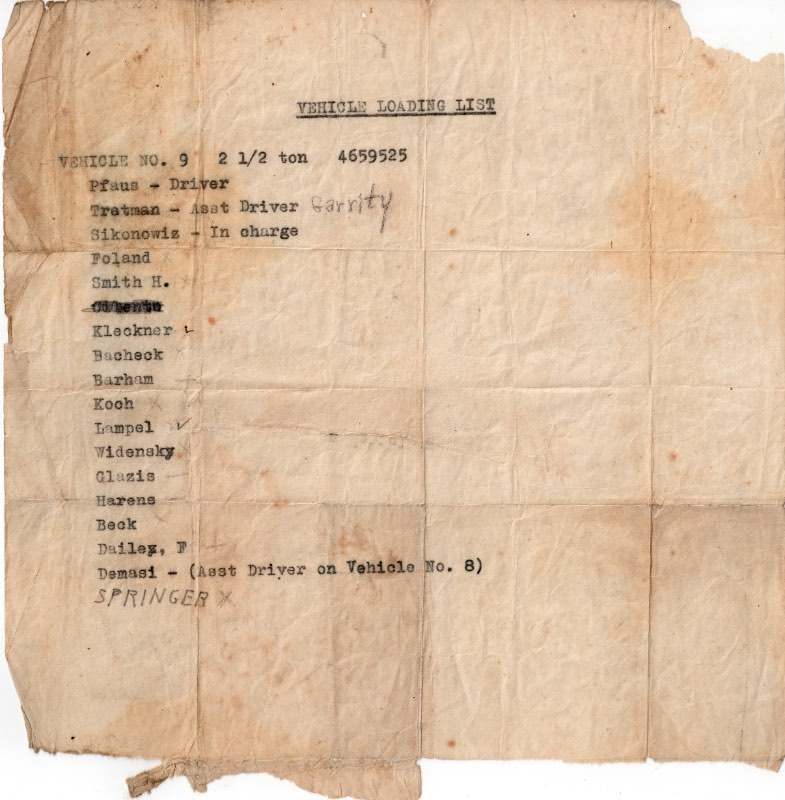 VEHICLE LOADING LIST
VEHICLE NO. 9 2 1/2 ton 4659525
Pfaus - Driver
Tretman - Asst Driver Garrity
Sikonowiz - In charge
Foland
Smith H.
Kleckner ✓
Bacheck x
Barham
Koch x
Lampel ✓
Widensky
Glazis
Harens
Beck
Dailey, F
Demasi - (Asst Driver on Vehicle No. 8)
SPRINGER x